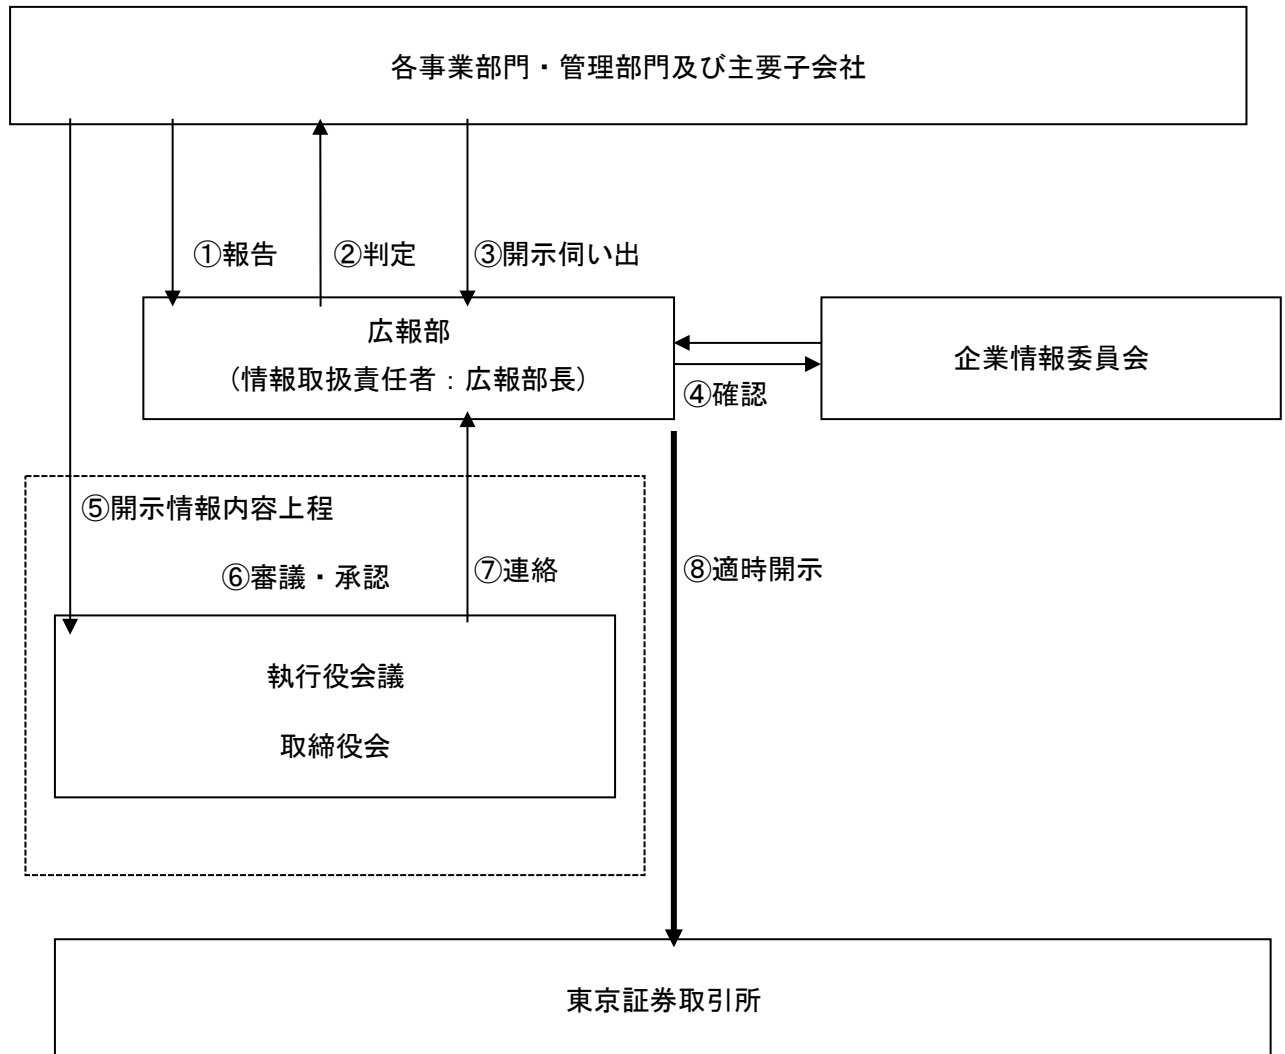 各事業部門・管理部門及び主要子会社
①報告
②判定
③開示伺い出
広報部
(情報取扱責任者：広報部長)
企業情報委員会
④確認
⑤開示情報内容上程
⑥審議・承認
⑦連絡
⑧適時開示
執行役会議
取締役会
東京証券取引所